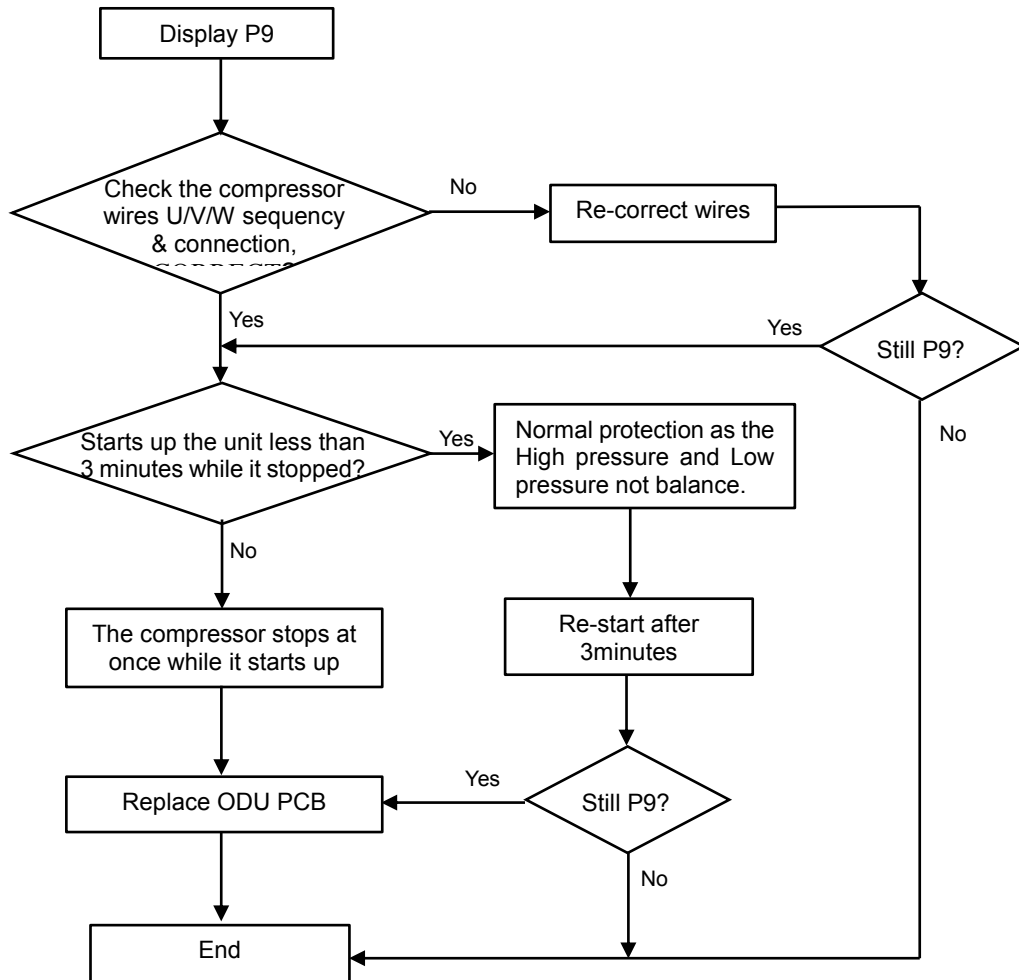 Display P9
Check the compressor
wires U/V/W sequency
& connection,
No
Re-correct wires
Yes
Yes
Still P9?
No
Starts up the unit less than
3 minutes while it stopped?
Yes
Normal protection as the
High pressure and Low
pressure not balance.
No
The compressor stops at
once while it starts up
Re-start after
3minutes
Replace ODU PCB
Yes
Still P9?
No
End